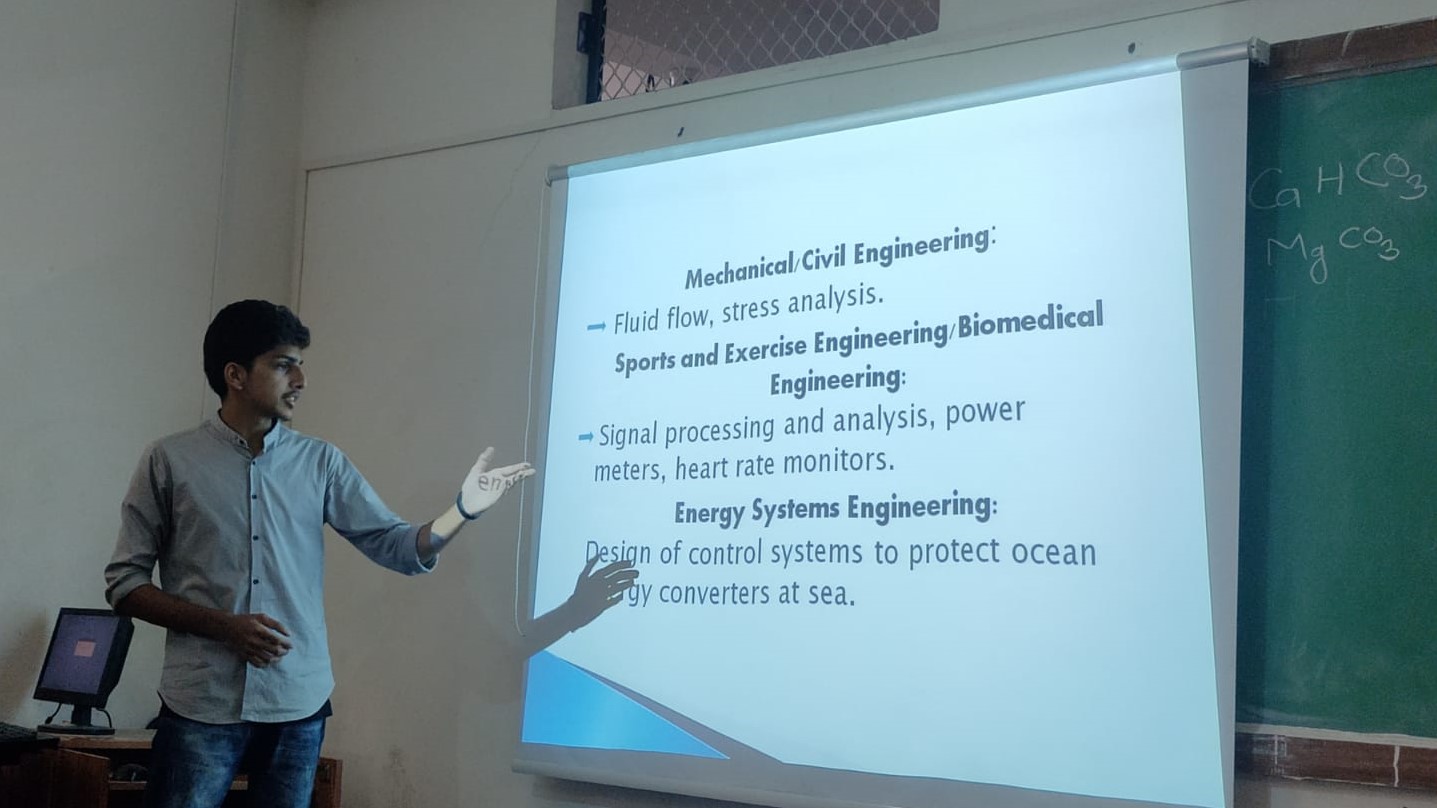 Mechanical/Civil Engineering:
Fluid flow, stress analysis.
Sports and Exercise Engineering/Biomedical
Engineering:
Signal processing and analysis, power
meters, heart rate monitors.
Energy Systems Engineering:
Design of control systems to protect ocean
gy converters at sea.
Ca H CO3
Mg CO3